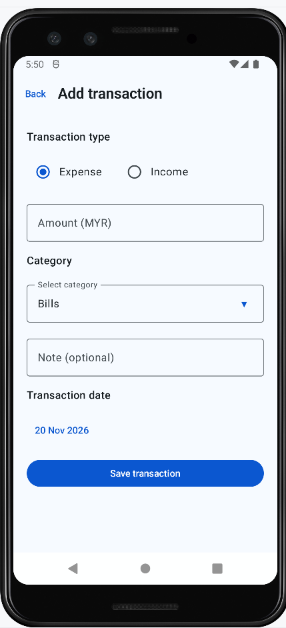 5:50
Back Add transaction
Transaction type
Expense Income
Amount (MYR)
Category
Select category
Bills
Note (optional)
Transaction date
20 Nov 2026
Save transaction